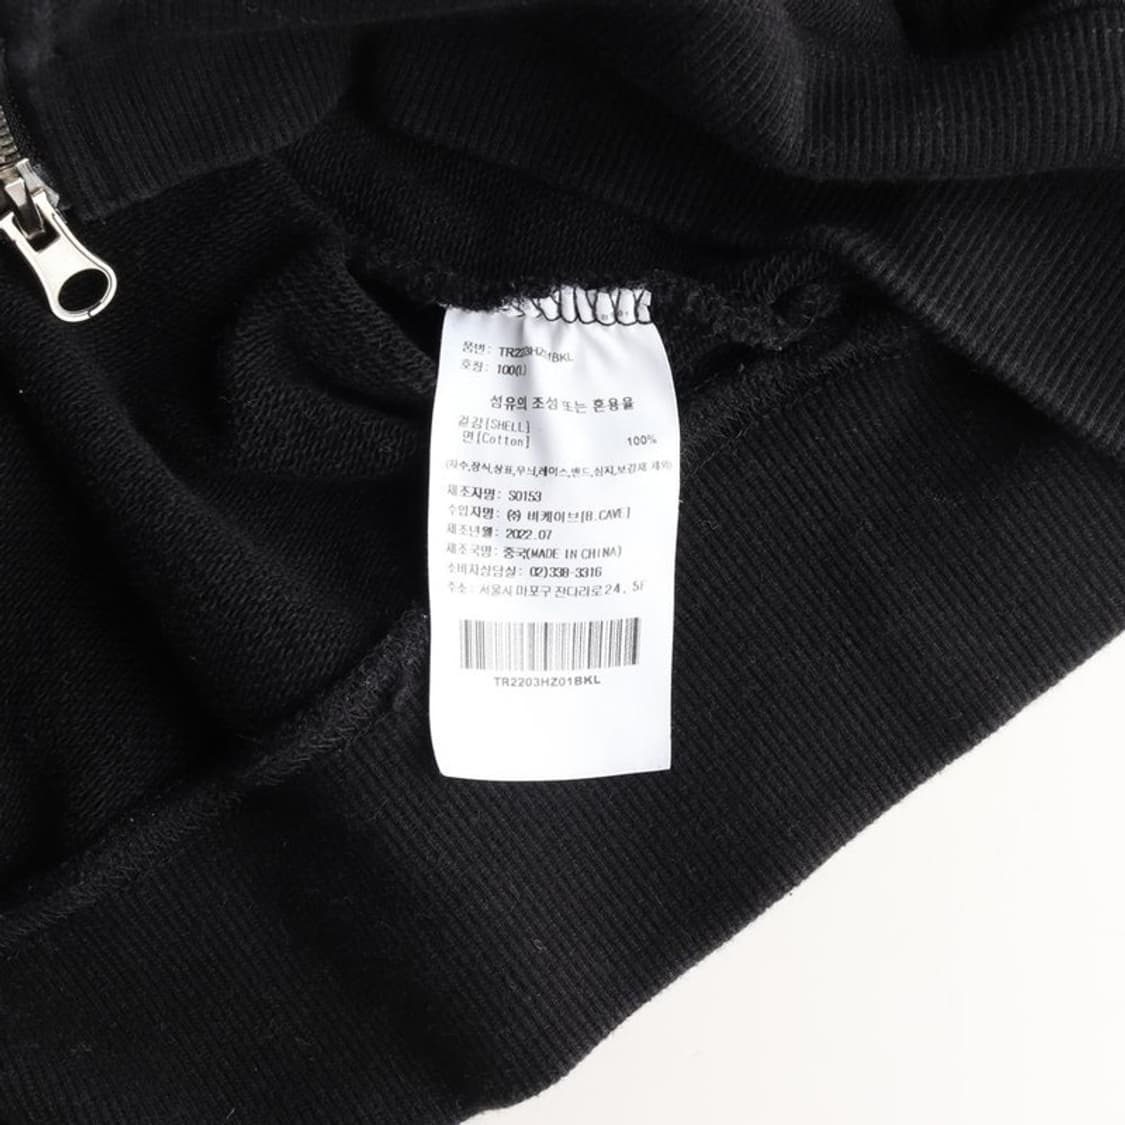 품번: TR2203HZ01BKL
호칭: 100(L)
섬유의 조성 또는 혼용율
겉감[SHELL]
면[Cotton] 100%
(자수,장식,상표,무늬,레이스,밴드,심지,보강재 제외)
제조자명: S0153
수입자명: ㈜ 비케이브[B.CAVE]
제조년월: 2022.07
제조국명: 중국(MADE IN CHINA)
소비자상담실: 02)338-3316
주소: 서울시 마포구 잔다리로24, 5F
TR2203HZ01BKL